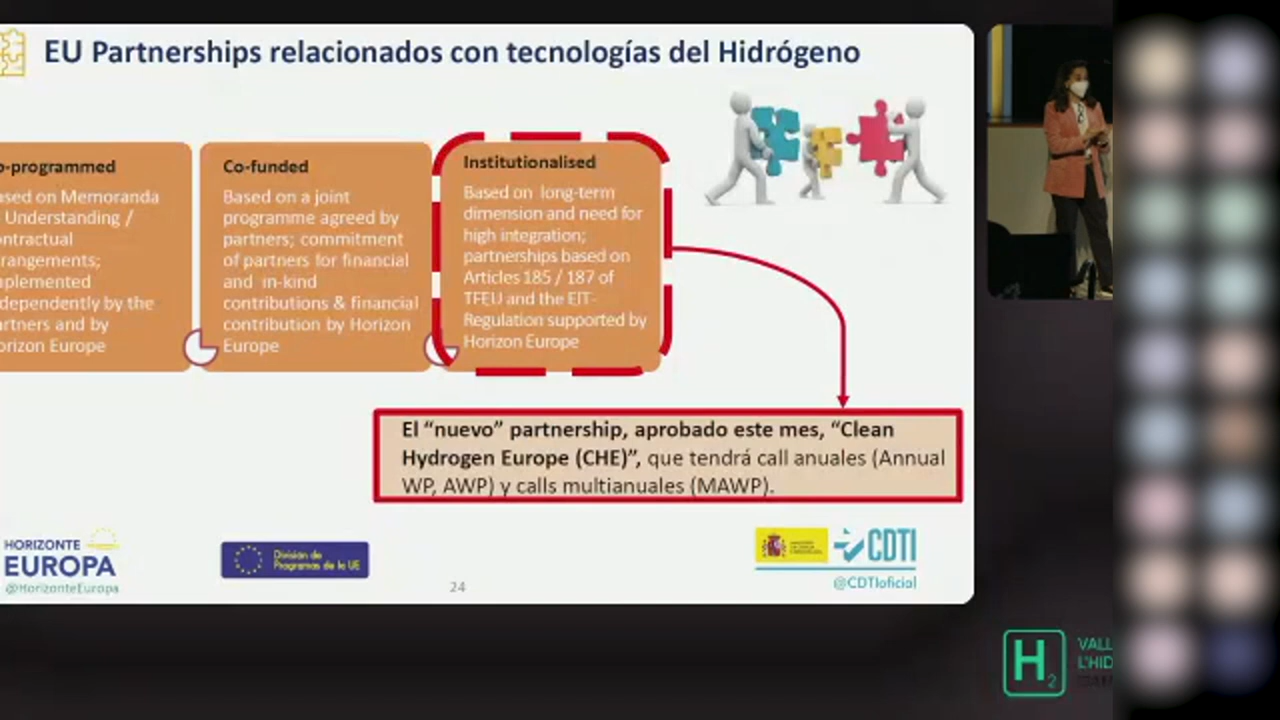 EU Partnerships relacionados con tecnologías del Hidrógeno
o-programmed
ased on Memoranda
Understanding /
ontractual
rangements;
mplemented
dependently by the
artners and by
orizon Europe
Co-funded
Based on a joint
programme agreed by
partners; commitment
of partners for financial
and in-kind
contributions & financial
contribution by Horizon
Europe
Institutionalised
Based on long-term
dimension and need for
high integration;
partnerships based on
Articles 185 / 187 of
TFEU and the EIT-
Regulation supported by
Horizon Europe
El “nuevo” partnership, aprobado este mes, “Clean
Hydrogen Europe (CHE)”, que tendrá call anuales (Annual
WP, AWP) y calls multianuales (MAWP).
HORIZONTE
EUROPA
@HorizonteEuropa
División de
Programas de la UE
24
CDTI
@CDTIoficial
H2
VALL
L'HID